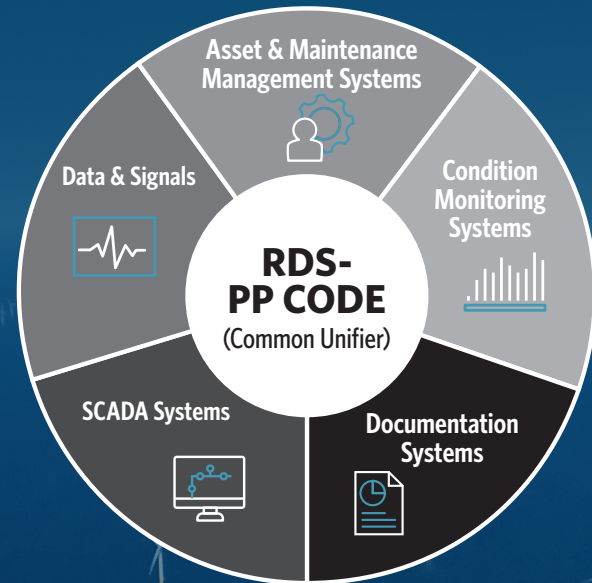 Asset & Maintenance
Management Systems
Data & Signals
Condition
Monitoring
Systems
RDS-
PP CODE
(Common Unifier)
SCADA Systems
Documentation
Systems